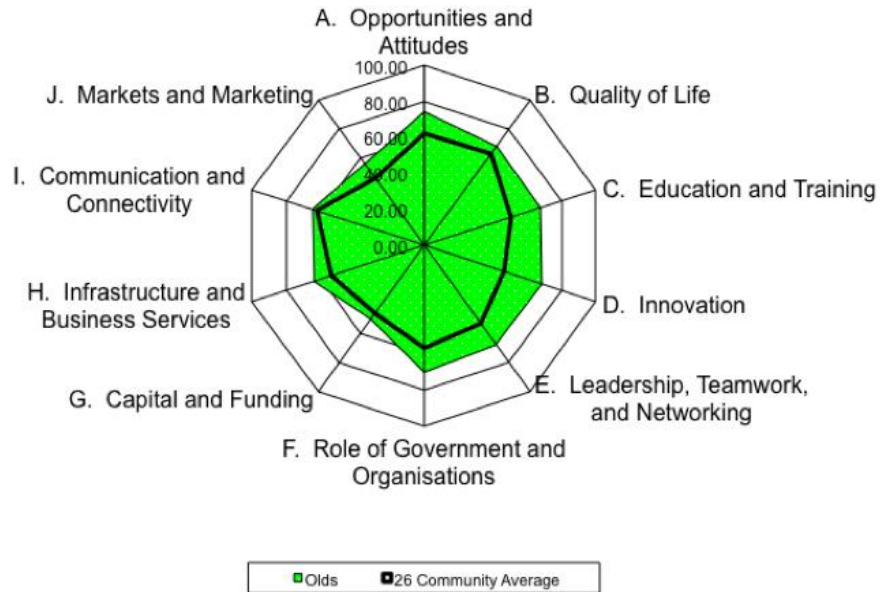 A. Opportunities and
Attitudes
100.00
80.00
60.00
40.00
20.00
0.00
J. Markets and Marketing
B. Quality of Life
I. Communication and
Connectivity
C. Education and Training
H. Infrastructure and
Business Services
D. Innovation
G. Capital and Funding
E. Leadership, Teamwork,
and Networking
F. Role of Government and
Organisations
Olds
26 Community Average